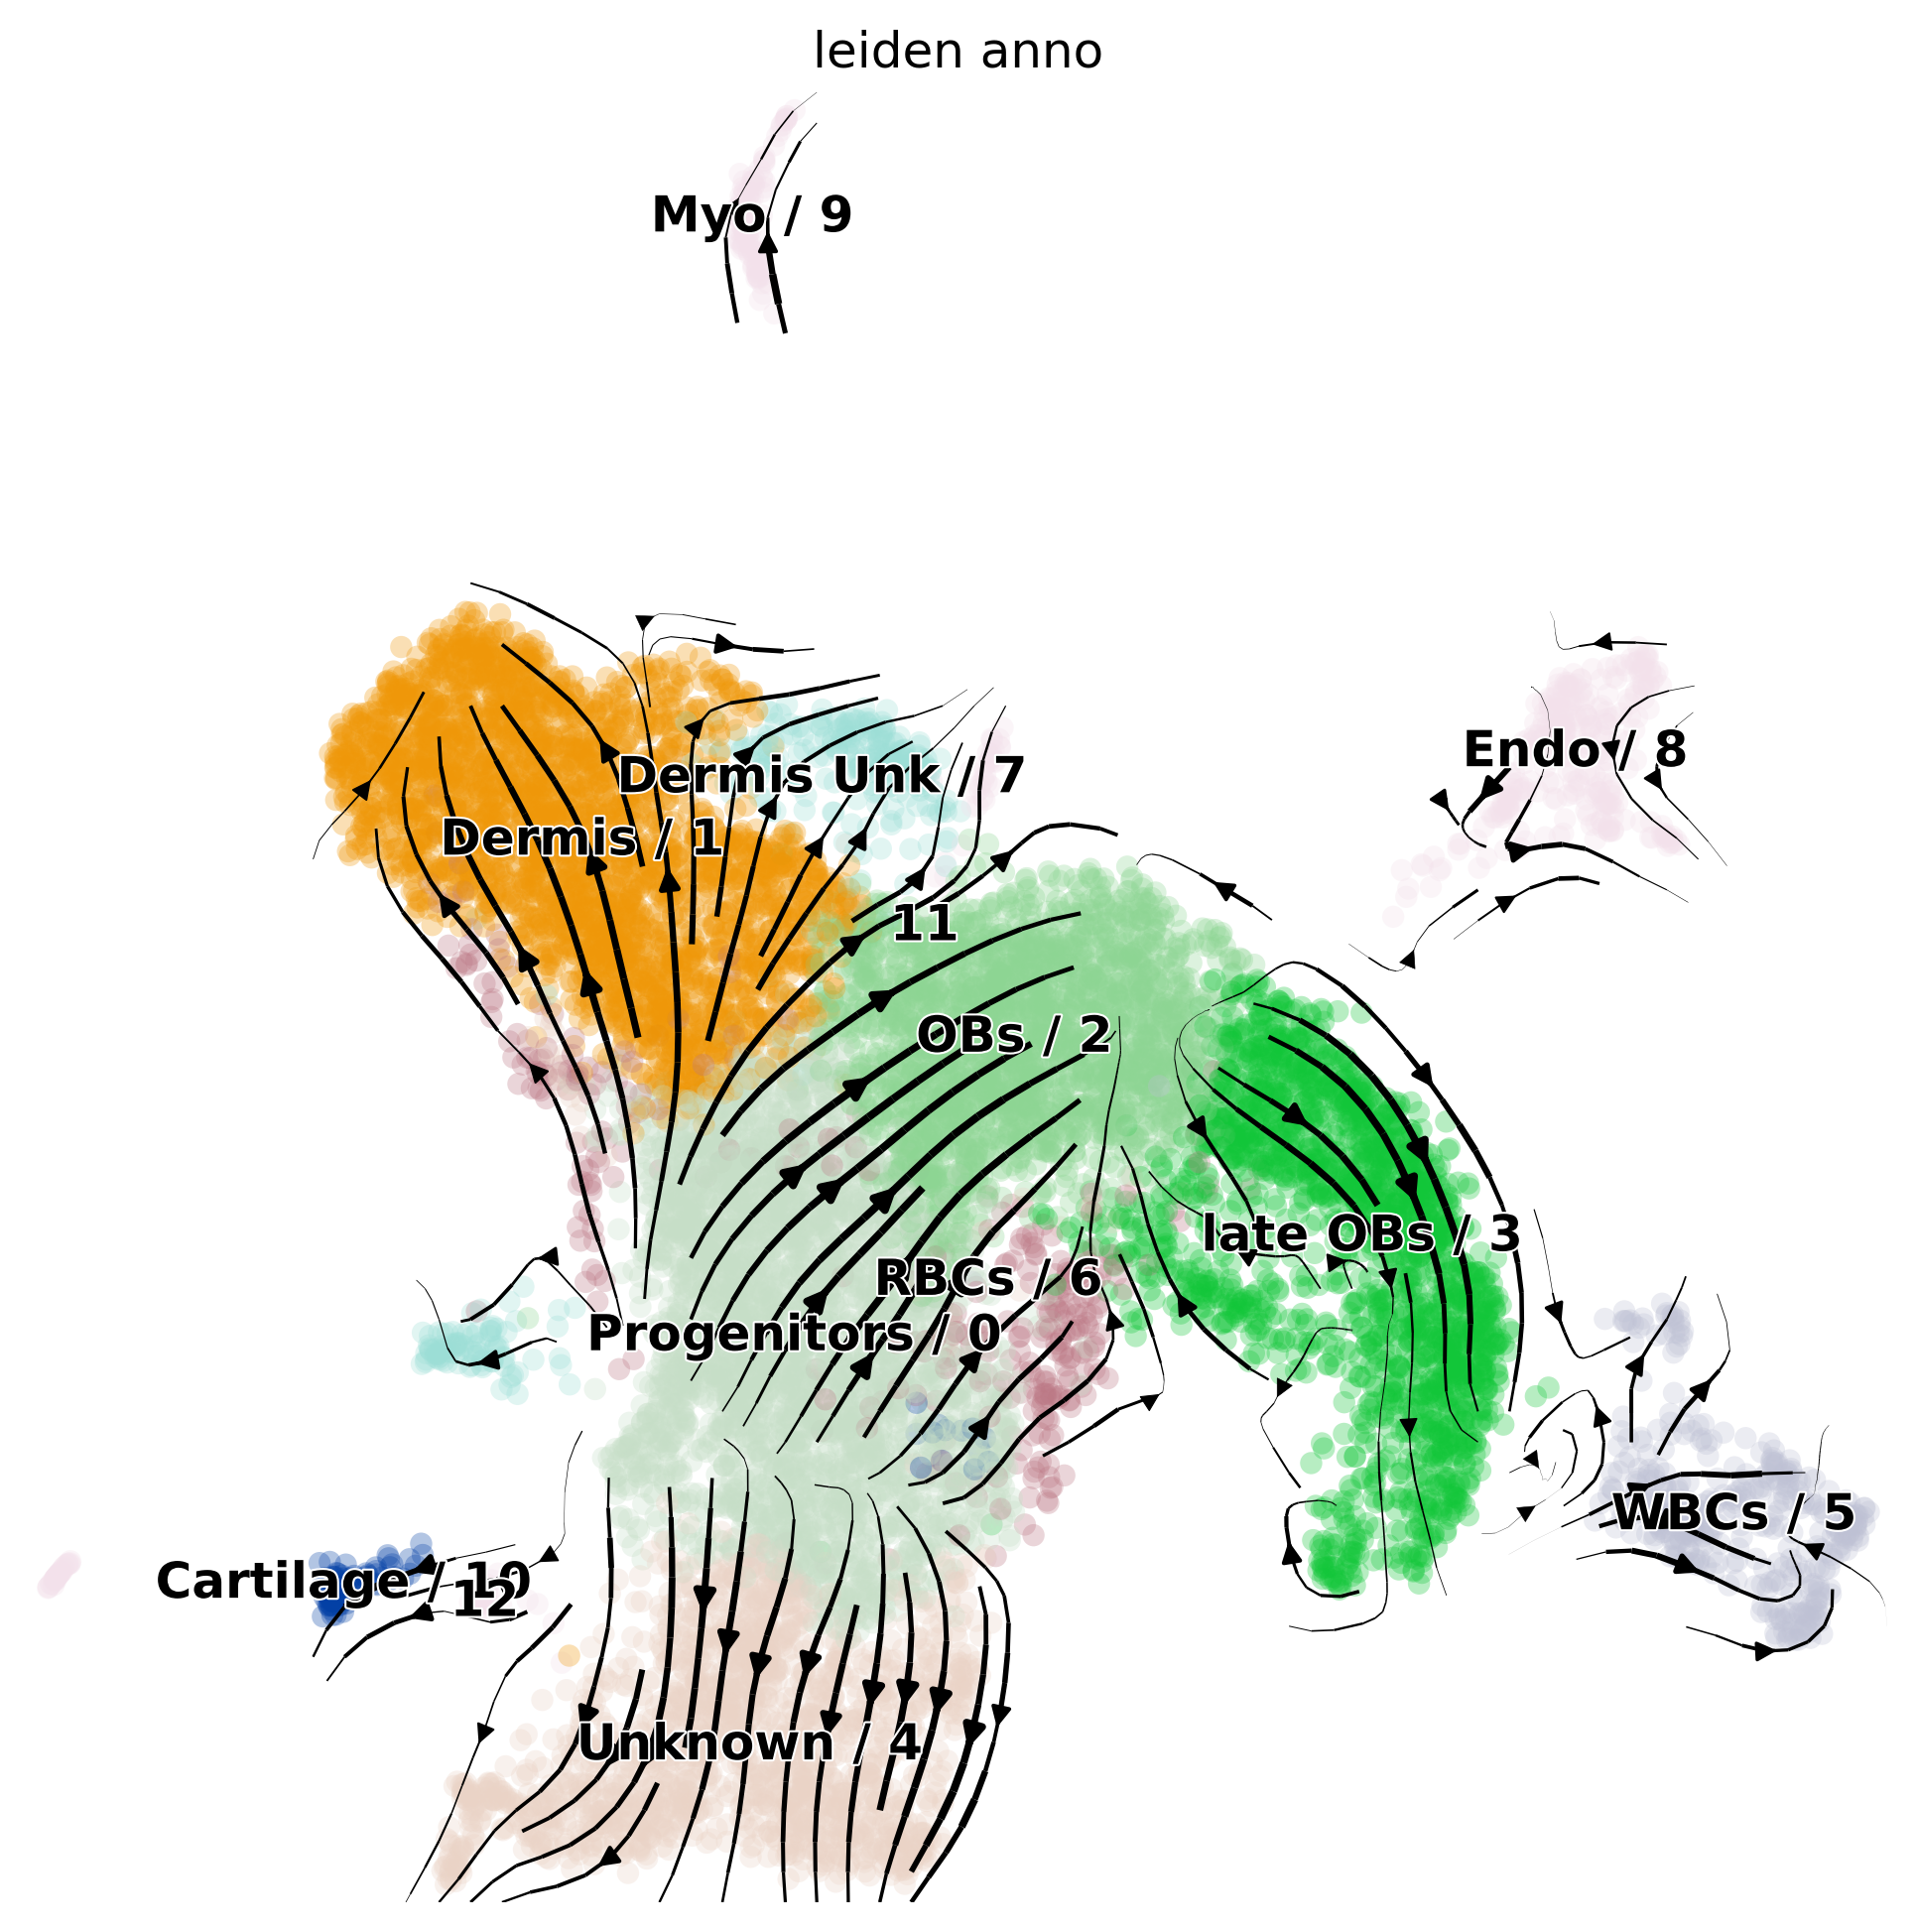 leiden anno
Myo / 9
Dermis Unk / 7
Endo / 8
Dermis / 1
11
OBs / 2
late OBs / 3
RBCs / 6
Progenitors / 0
WBCs / 5
Cartilage / 10
12
Unknown / 4